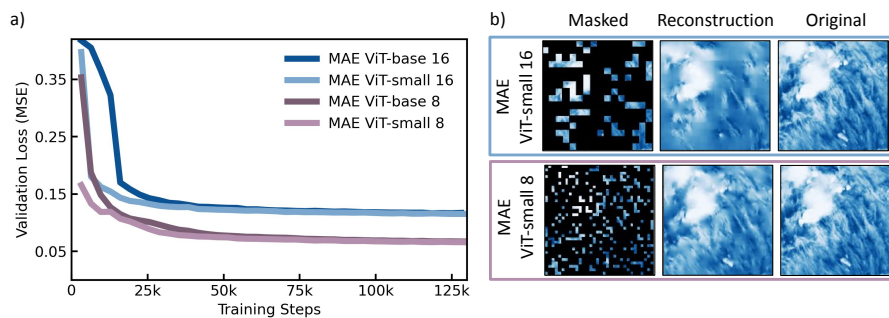 a)
0.35
0.25
0.15
0.05
Validation Loss (MSE)
MAE ViT-base 16
MAE ViT-small 16
MAE ViT-base 8
MAE ViT-small 8
0
25k
50k
75k
100k
125k
Training Steps
b)
Masked
Reconstruction
Original
MAE
ViT-small 16
MAE
ViT-small 8